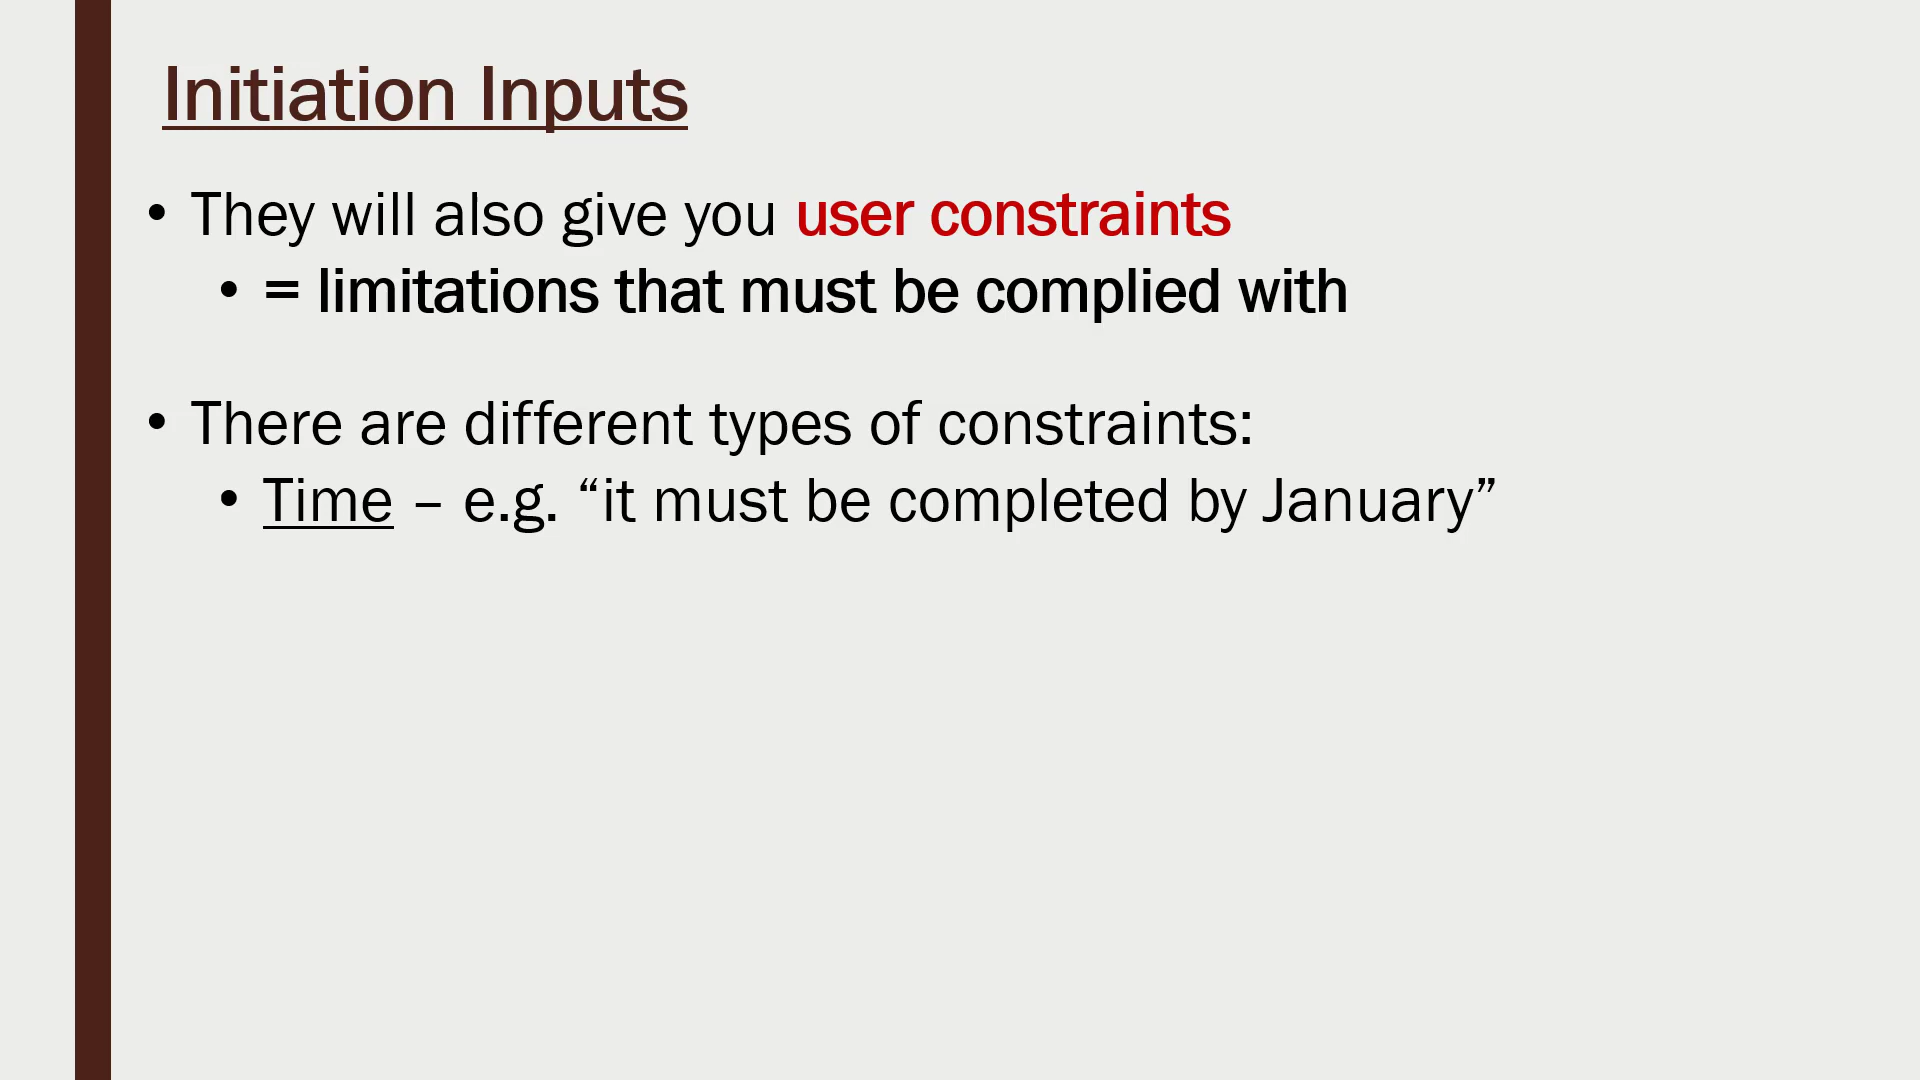 Initiation Inputs
• They will also give you user constraints
• = limitations that must be complied with
• There are different types of constraints:
• Time – e.g. “it must be completed by January”